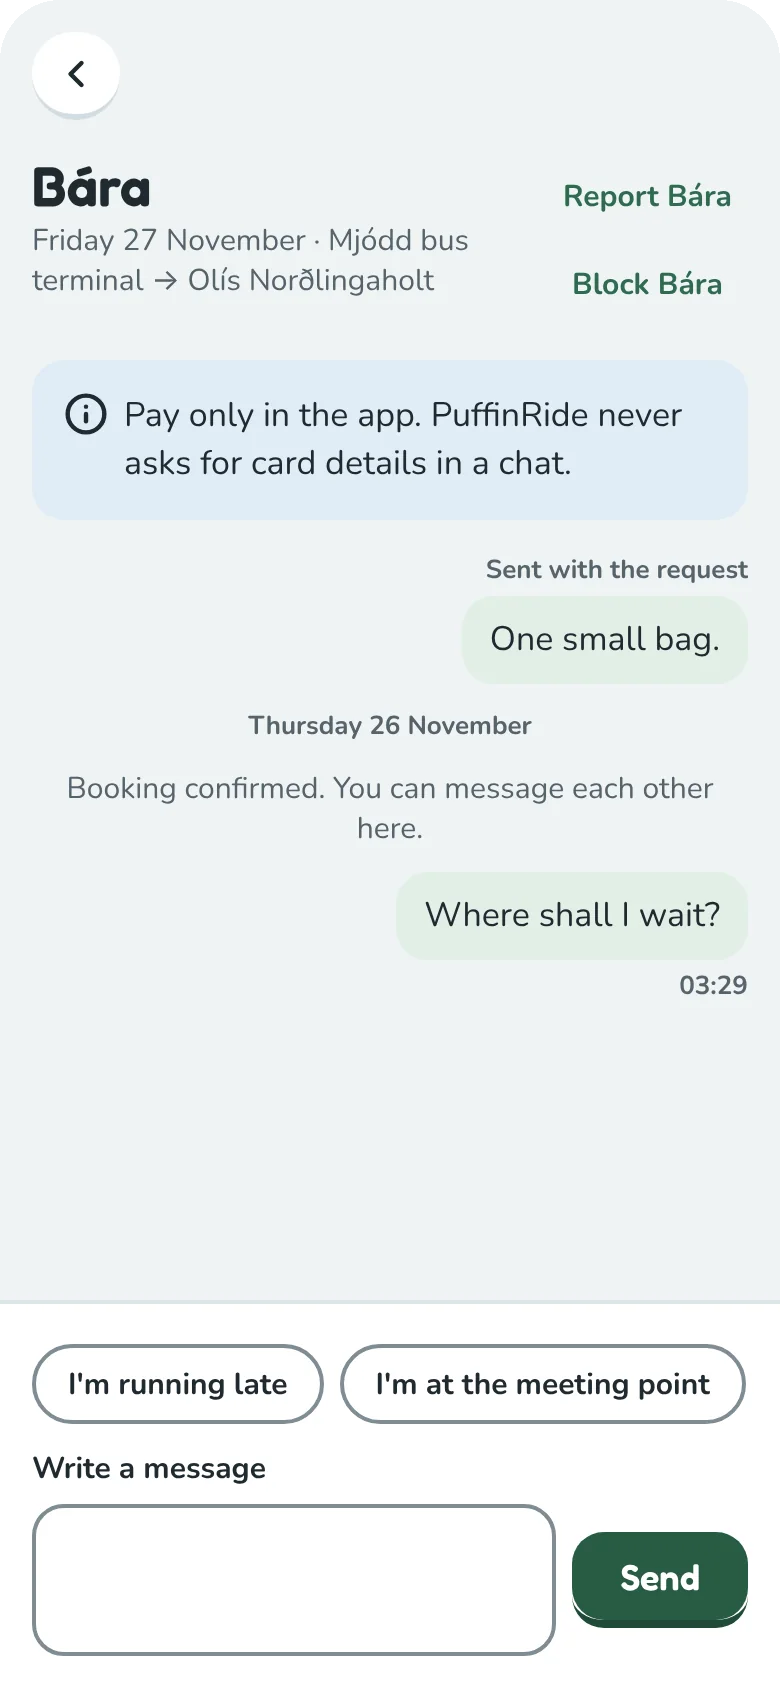 Bára
Report Bára
Friday 27 November · Mjódd bus
terminal → Olís Norðlingaholt
Block Bára
Pay only in the app. PuffinRide never
asks for card details in a chat.
Sent with the request
One small bag.
Thursday 26 November
Booking confirmed. You can message each other
here.
Where shall I wait?
03:29
I'm running late
I'm at the meeting point
Write a message
Send